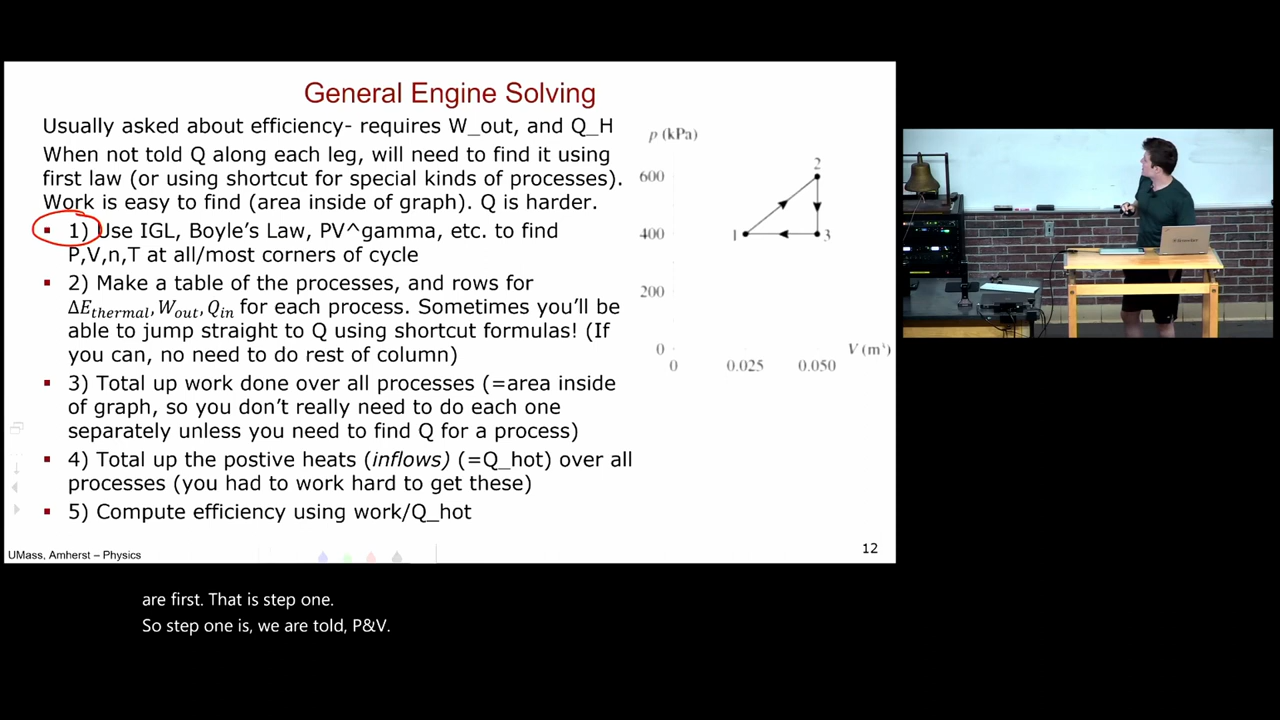 General Engine Solving
Usually asked about efficiency- requires W_out, and Q_H
When not told Q along each leg, will need to find it using
first law (or using shortcut for special kinds of processes).
Work is easy to find (area inside of graph). Q is harder.
▪ 1) Use IGL, Boyle’s Law, PV^gamma, etc. to find
P,V,n,T at all/most corners of cycle
▪ 2) Make a table of the processes, and rows for
ΔE_thermal, W_out, Q_in for each process. Sometimes you’ll be
able to jump straight to Q using shortcut formulas! (If
you can, no need to do rest of column)
▪ 3) Total up work done over all processes (=area inside
of graph, so you don’t really need to do each one
separately unless you need to find Q for a process)
▪ 4) Total up the postive heats (inflows) (=Q_hot) over all
processes (you had to work hard to get these)
▪ 5) Compute efficiency using work/Q_hot
p (kPa)
2
600
400
1
3
200
0
V (m³)
0
0.025
0.050
UMass, Amherst – Physics
12
are first. That is step one.
So step one is, we are told, P&V.